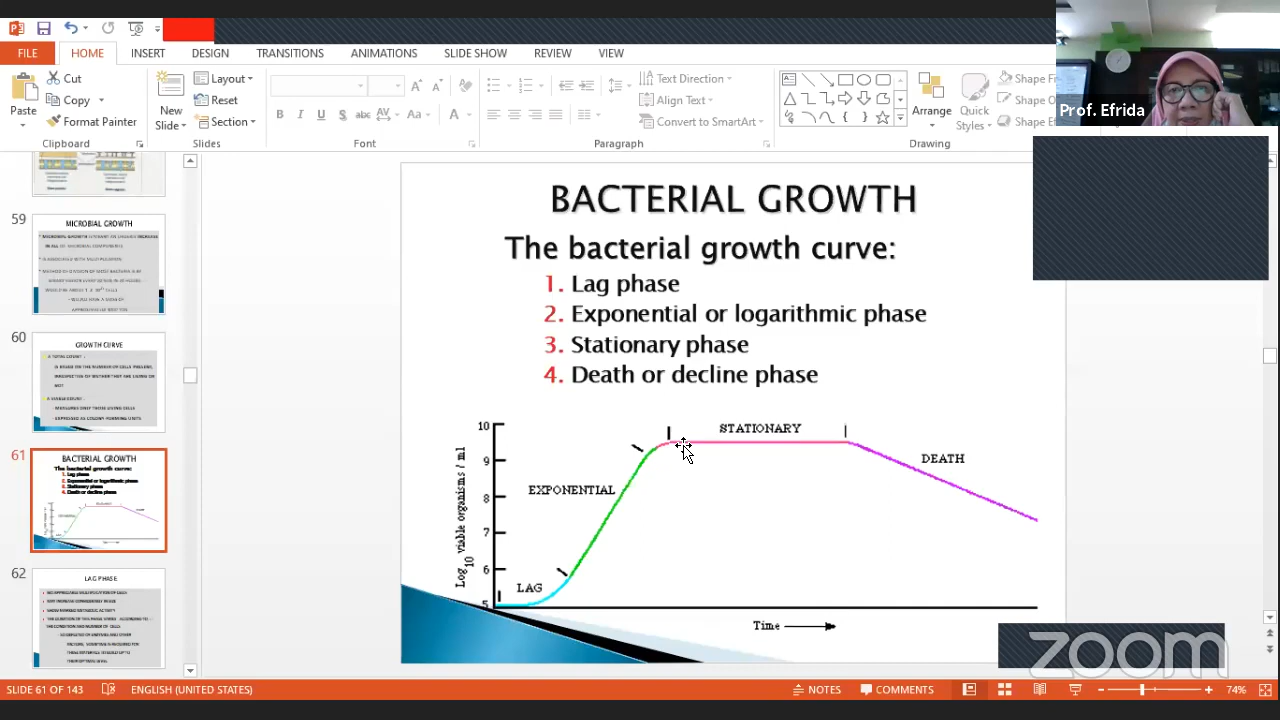 FILE HOME INSERT DESIGN TRANSITIONS ANIMATIONS SLIDE SHOW REVIEW VIEW
Paste
Cut
Copy
Format Painter
Clipboard
New
Slide
Layout
Reset
Section
Slides
Font
Text Direction
Align Text
Convert to SmartArt
Paragraph
Arrange
Quick
Styles
Shape F
Shape O
Shape E
Drawing
Prof. Efrida
59
MICROBIAL GROWTH
60
GROWTH CURVE
61
BACTERIAL GROWTH
The bacterial growth curve:
1. Lag phase
2. Exponential or logarithmic phase
3. Stationary phase
4. Death or decline phase
62
LAG PHASE
BACTERIAL GROWTH
The bacterial growth curve:
1. Lag phase
2. Exponential or logarithmic phase
3. Stationary phase
4. Death or decline phase
Log10 viable organisms / ml
10
9
8
7
6
5
LAG
EXPONENTIAL
STATIONARY
DEATH
Time
zoom
SLIDE 61 OF 143 ENGLISH (UNITED STATES) NOTES COMMENTS 74%